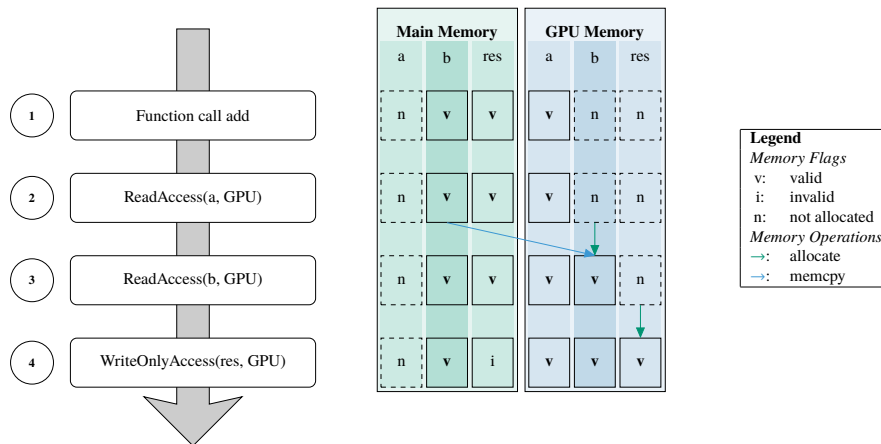 Main Memory GPU Memory
a b res a b res
1 Function call add n v v v n n
2 ReadAccess(a, GPU) n v v v n n
3 ReadAccess(b, GPU) n v v v v n
4 WriteOnlyAccess(res, GPU) n v i v v v
Legend
Memory Flags
v: valid
i: invalid
n: not allocated
Memory Operations
→: allocate
→: memcpy